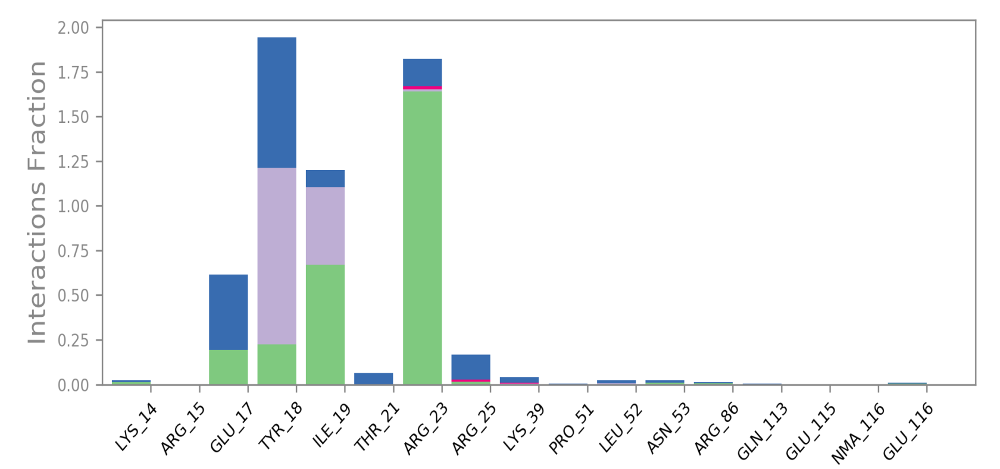 Interactions Fraction
2.00
1.75
1.50
1.25
1.00
0.75
0.50
0.25
0.00
LYS_14
ARG_15
GLU_17
TYR_18
ILE_19
THR_21
ARG_23
ARG_25
LYS_39
PRO_51
LEU_52
ASN_53
ARG_86
GLN_113
GLU_115
NMA_116
GLU_116